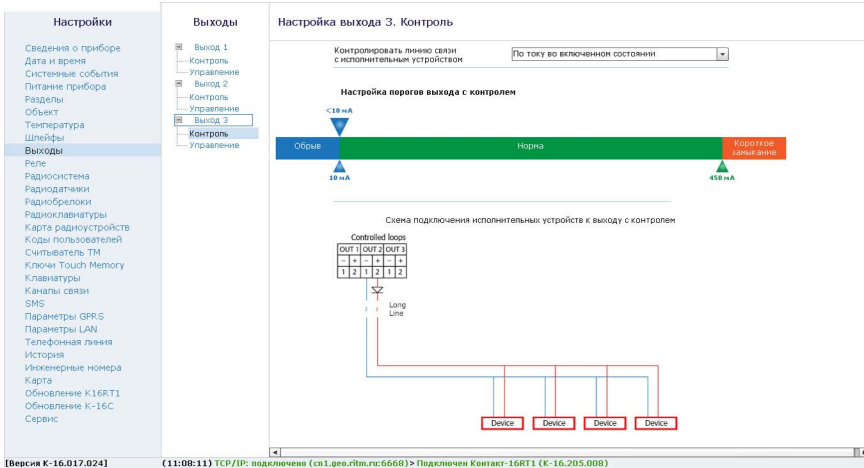 Настройки
Сведения о приборе
Дата и время
Системные события
Питание прибора
Разделы
Объект
Температура
Шлейфы
Выходы
Реле
Радиосистема
Радиодатчики
Радиобрелоки
Радиоклавиатуры
Карта радиоустройств
Коды пользователей
Считыватель ТМ
Ключи Touch Memory
Клавиатуры
Каналы связи
SMS
Параметры GPRS
Параметры LAN
Телефонная линия
История
Инженерные номера
Карта
Обновление K16RT1
Обновление К-16С
Сервис
Выходы
Выход 1
Контроль
Управление
Выход 2
Контроль
Управление
Выход 3
Контроль
Управление
Настройка выхода 3. Контроль
Контролировать линию связи
с исполнительным устройством
По току во включенном состоянии
Настройка порогов выхода с контролем
<10 мА
Обрыв
Норма
Короткое
замыкание
10 мА
450 мА
Схема подключения исполнительных устройств к выходу с контролем
Controlled loops
OUT 1 OUT 2 OUT 3
– + – + – +
1 2 1 2 1 2
Long
Line
Device Device Device Device
[Версия К-16.017.024] (11:08:11) TCP/IP: подключено (cn1.geo.ritm.ru:6668)> Подключен Контакт-16RT1 (К-16.205.008)